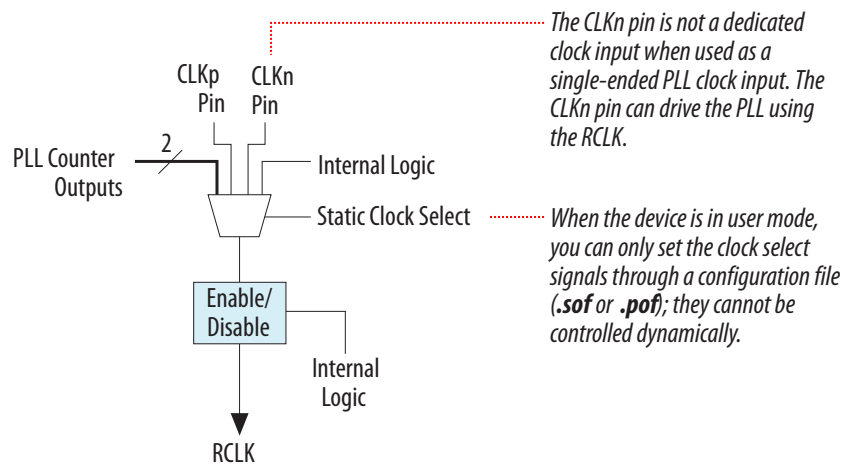 The CLKn pin is not a dedicated
clock input when used as a
single-ended PLL clock input. The
CLKn pin can drive the PLL using
the RCLK.
CLKp
Pin
CLKn
Pin
2
PLL Counter
Outputs
Internal Logic
Static Clock Select
When the device is in user mode,
you can only set the clock select
signals through a configuration file
(.sof or .pof); they cannot be
controlled dynamically.
Enable/
Disable
Internal
Logic
RCLK